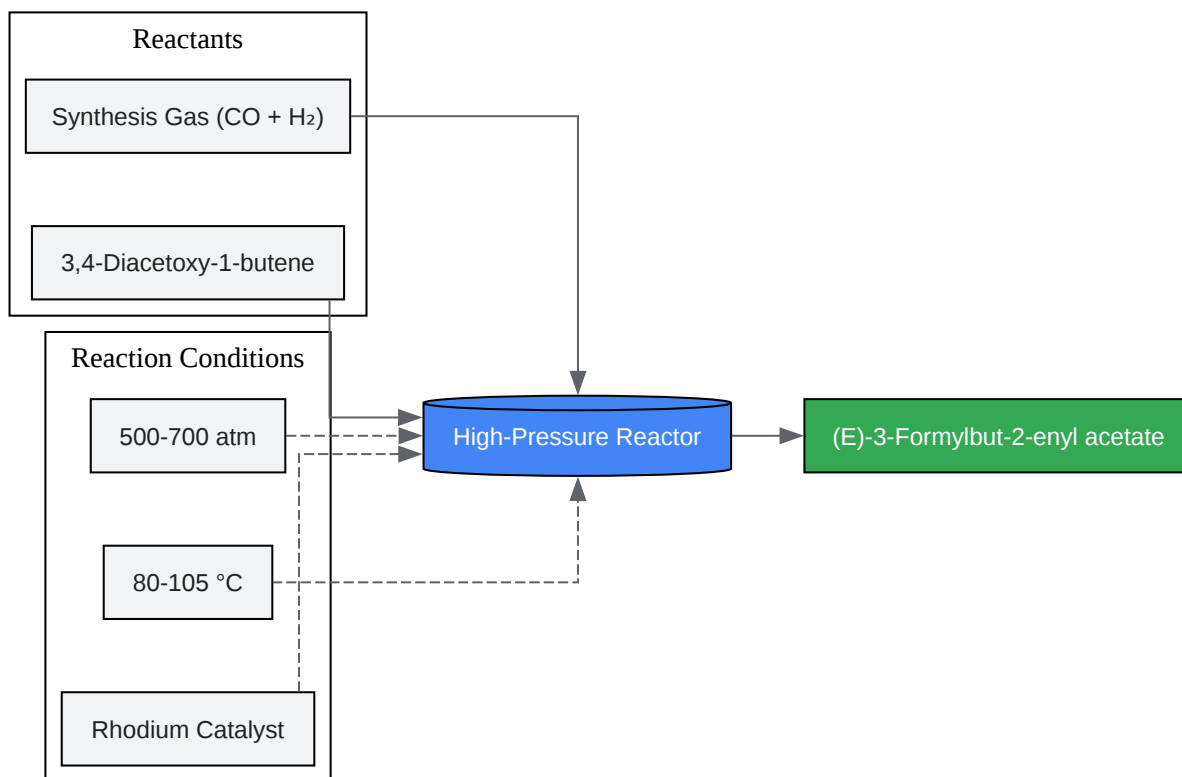 Reactants
Synthesis Gas (CO + H₂)
3,4-Diacetoxy-1-butene
Reaction Conditions
500-700 atm
80-105 °C
Rhodium Catalyst
High-Pressure Reactor
(E)-3-Formylbut-2-enyl acetate